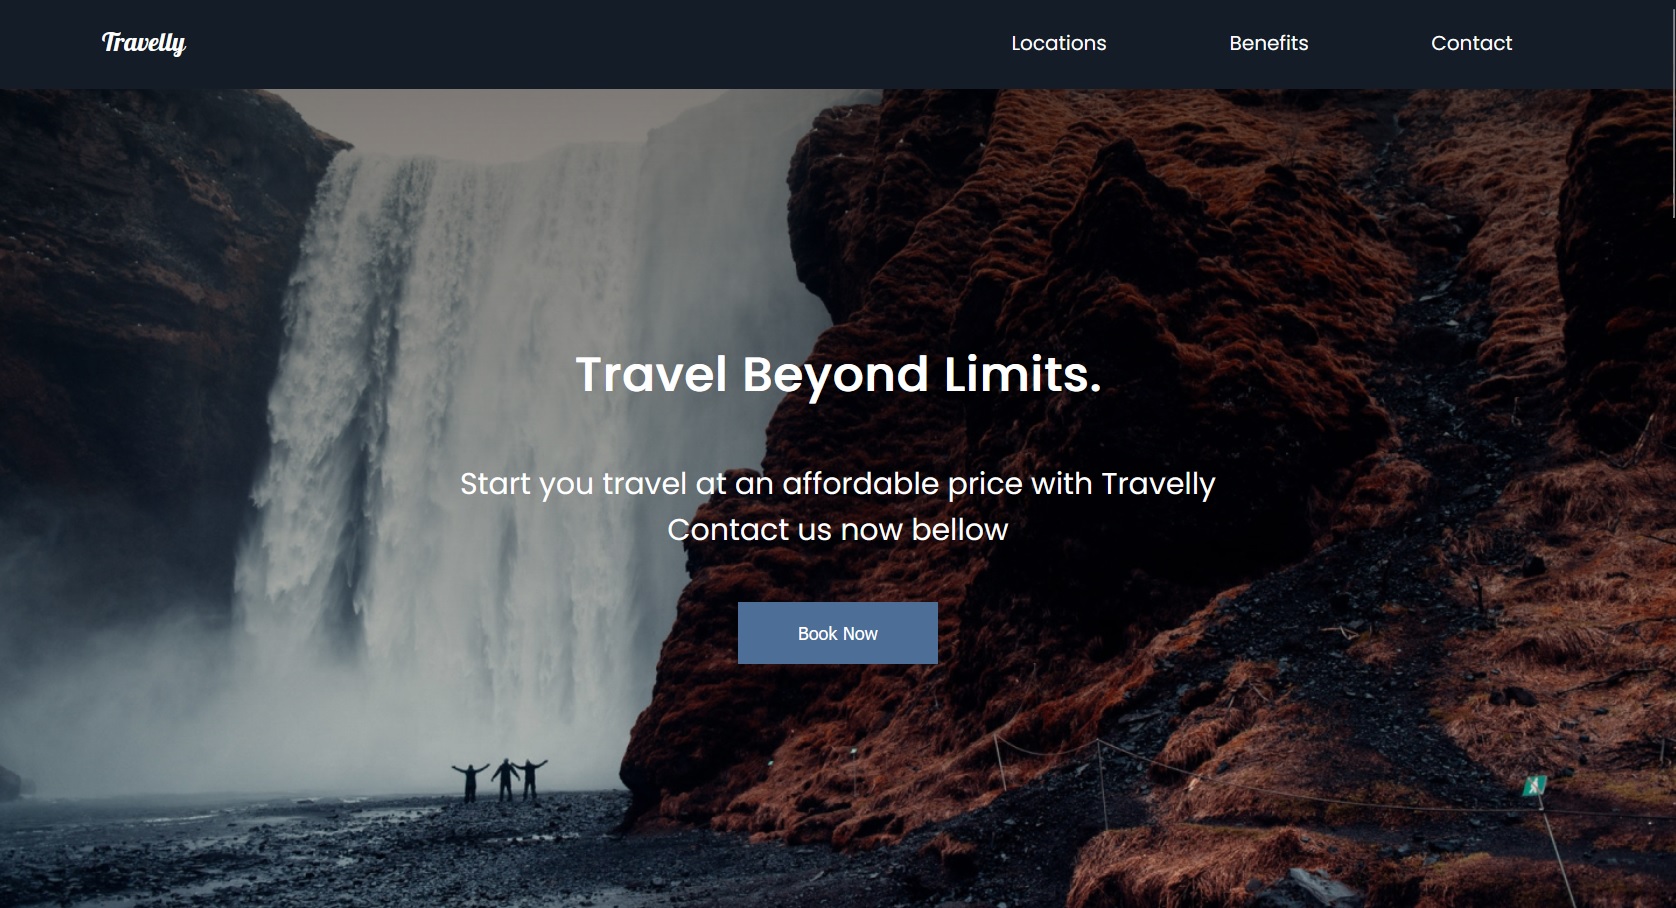 Travelly
Locations
Benefits
Contact
Travel Beyond Limits.
Start you travel at an affordable price with Travelly
Contact us now bellow
Book Now